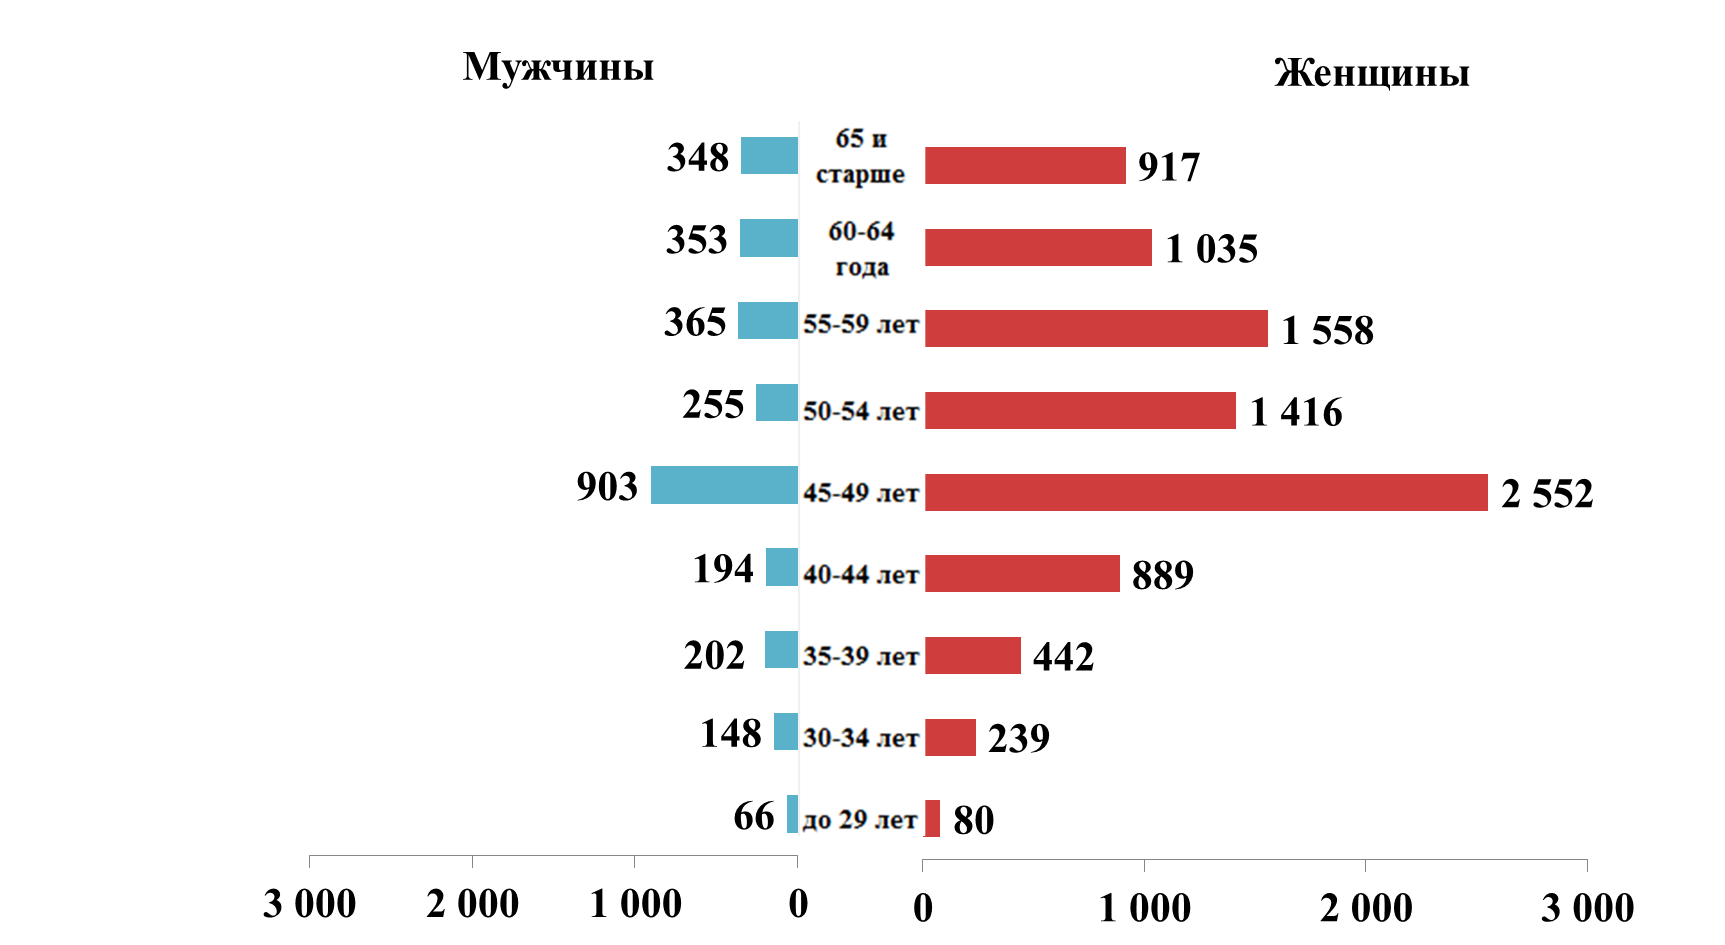 Мужчины
Женщины
348
65 и
старше
917
353
60-64
года
1 035
365
55-59 лет
1 558
255
50-54 лет
1 416
903
45-49 лет
2 552
194
40-44 лет
889
202
35-39 лет
442
148
30-34 лет
239
66
до 29 лет
80
3 000 2 000 1 000 0
0 1 000 2 000 3 000